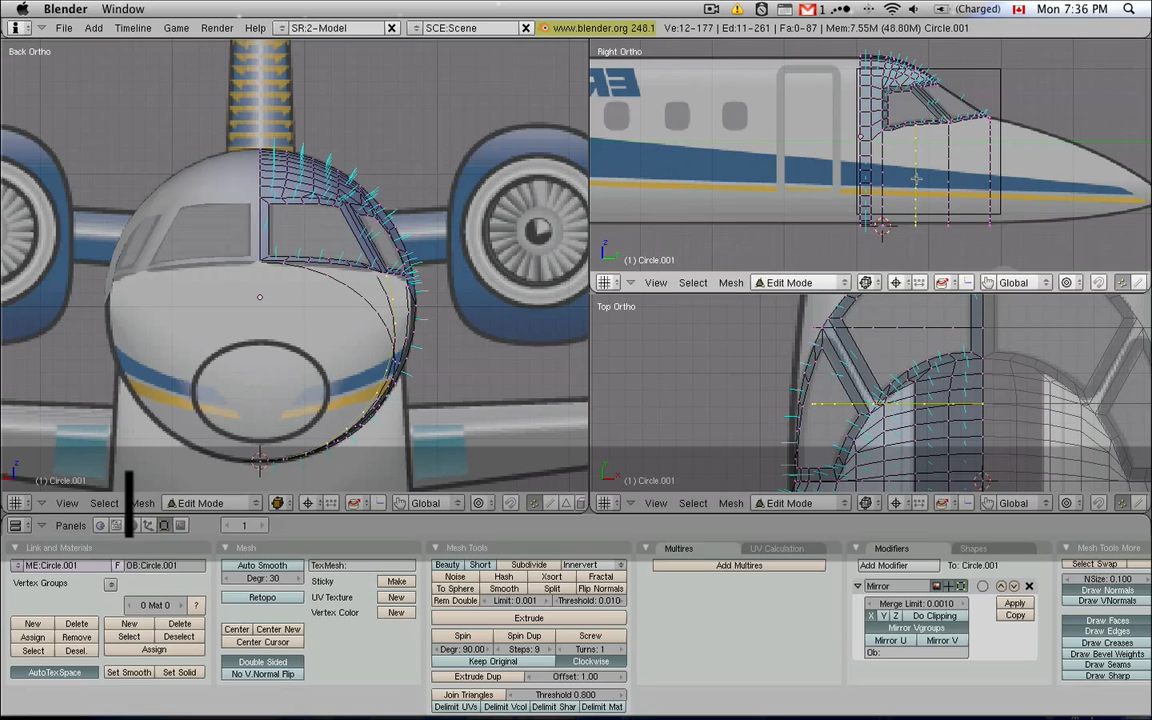 Blender Window 1 (Charged) Mon 7:36 PM
File Add Timeline Game Render Help SR:2-Model SCE:Scene www.blender.org 248.1 Ve:12-177 | Ed:11-261 | Fa:0-87 | Mem:7.55M (48.80M) Circle.001
Back Ortho
Right Ortho
ER
z
(1) Circle.001
View Select Mesh Edit Mode Global
Top Ortho
z
(1) Circle.001
(1) Circle.001
View Select Mesh Edit Mode Global
View Select Mesh Edit Mode Global
Panels 1
Link and Materials
ME:Circle.001 F OB:Circle.001
Vertex Groups
0 Mat 0 ?
New Delete New Delete
Assign Remove Select Deselect
Select Desel. Assign
AutoTexSpace Set Smooth Set Solid
Mesh
Auto Smooth TexMesh:
Degr: 30 Sticky Make
Retopo UV Texture New
Vertex Color New
Center Center New
Center Cursor
Double Sided
No V.Normal Flip
Mesh Tools
Beauty Short Subdivide Innervert
Noise Hash Xsort Fractal
To Sphere Smooth Split Flip Normals
Rem Double Limit: 0.001 Threshold: 0.010
Extrude
Spin Spin Dup Screw
Degr: 90.00 Steps: 9 Turns: 1
Keep Original Clockwise
Extrude Dup Offset: 1.00
Join Triangles Threshold 0.800
Delimit UVs Delimit Vcol Delimit Shar Delimit Mat
Multires UV Calculation
Add Multires
Modifiers Shapes
Add Modifier To: Circle.001
Mirror
Merge Limit: 0.0010 Apply
X Y Z Do Clipping Copy
Mirror Vgroups
Mirror U Mirror V
Ob:
Mesh Tools More
Select Swap
NSize: 0.100
Draw Normals
Draw VNormals
Draw Faces
Draw Edges
Draw Creases
Draw Bevel Weights
Draw Seams
Draw Sharp